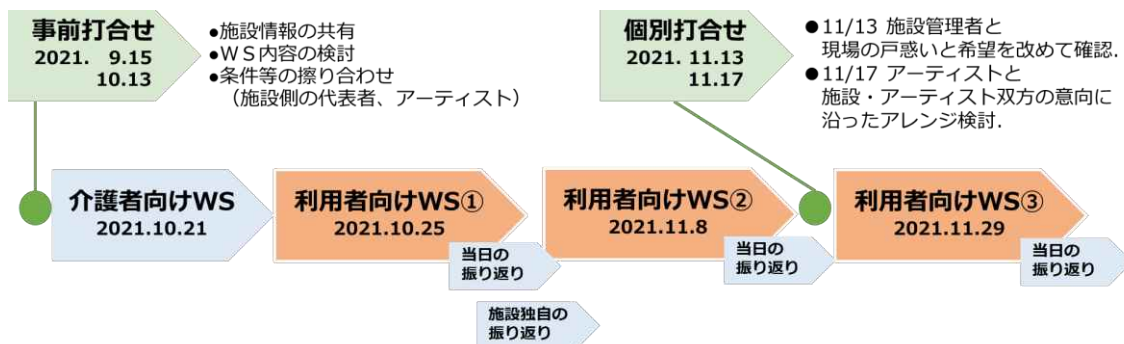 事前打合せ
2021. 9.15
10.13
●施設情報の共有
●ＷＳ内容の検討
●条件等の擦り合わせ
（施設側の代表者、アーティスト）
個別打合せ
2021. 11.13
11.17
●11/13 施設管理者と
現場の戸惑いと希望を改めて確認.
●11/17 アーティストと
施設・アーティスト双方の意向に
沿ったアレンジ検討.
介護者向けWS
2021.10.21
利用者向けWS①
2021.10.25
当日の
振り返り
施設独自の
振り返り
利用者向けWS②
2021.11.8
当日の
振り返り
利用者向けWS③
2021.11.29
当日の
振り返り